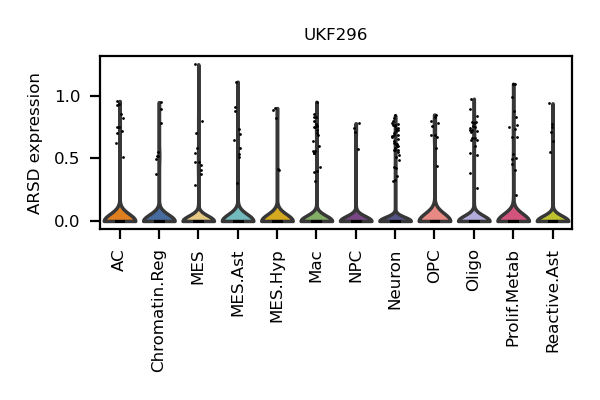 UKF296
ARSD expression
1.0
0.5
0.0
AC
Chromatin.Reg
MES
MES.Ast
MES.Hyp
Mac
NPC
Neuron
OPC
Oligo
Prolif.Metab
Reactive.Ast